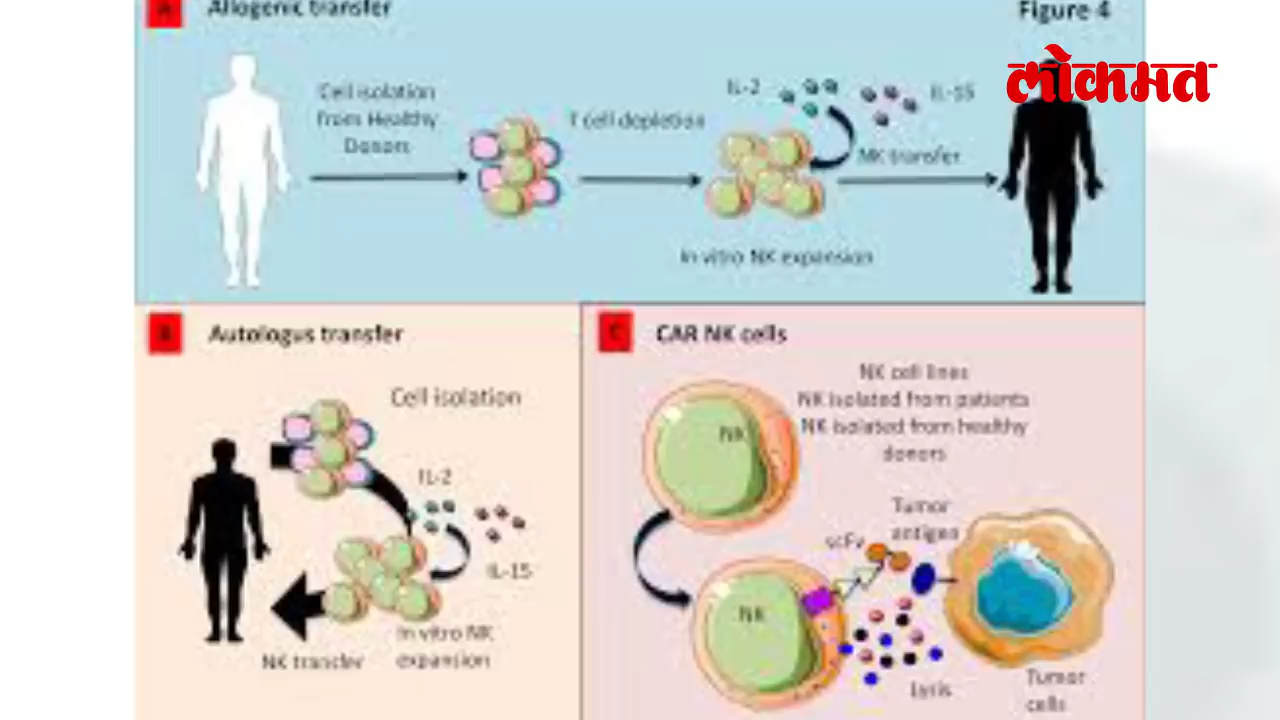 A Allogenic transfer
Figure 4
लोकमत
Cell isolation
from Healthy
Donors
T cell depletion
IL-2
IL-15
NK transfer
In vitro NK expansion
B Autologus transfer
Cell isolation
IL-2
IL-15
In vitro NK
expansion
NK transfer
C CAR NK cells
NK cell lines
NK isolated from patients
NK isolated from healthy
donors
NK
Tumor
antigen
scFv
NK
Lysis
Tumor
cells